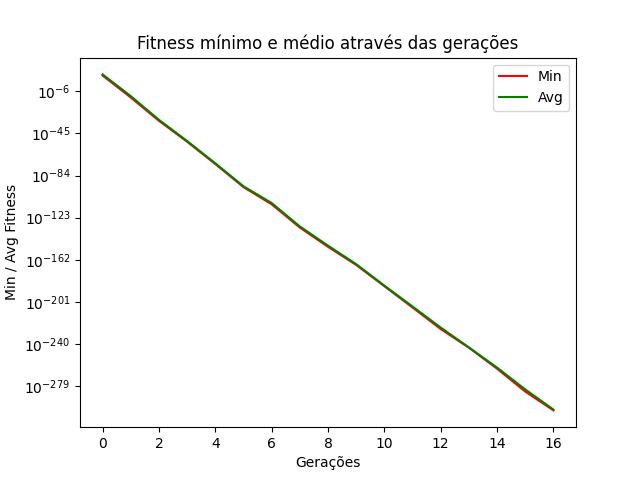 Fitness mínimo e médio através das gerações
Min
Avg
Min / Avg Fitness
10⁻⁶
10⁻⁴⁵
10⁻⁸⁴
10⁻¹²³
10⁻¹⁶²
10⁻²⁰¹
10⁻²⁴⁰
10⁻²⁷⁹
0 2 4 6 8 10 12 14 16
Gerações